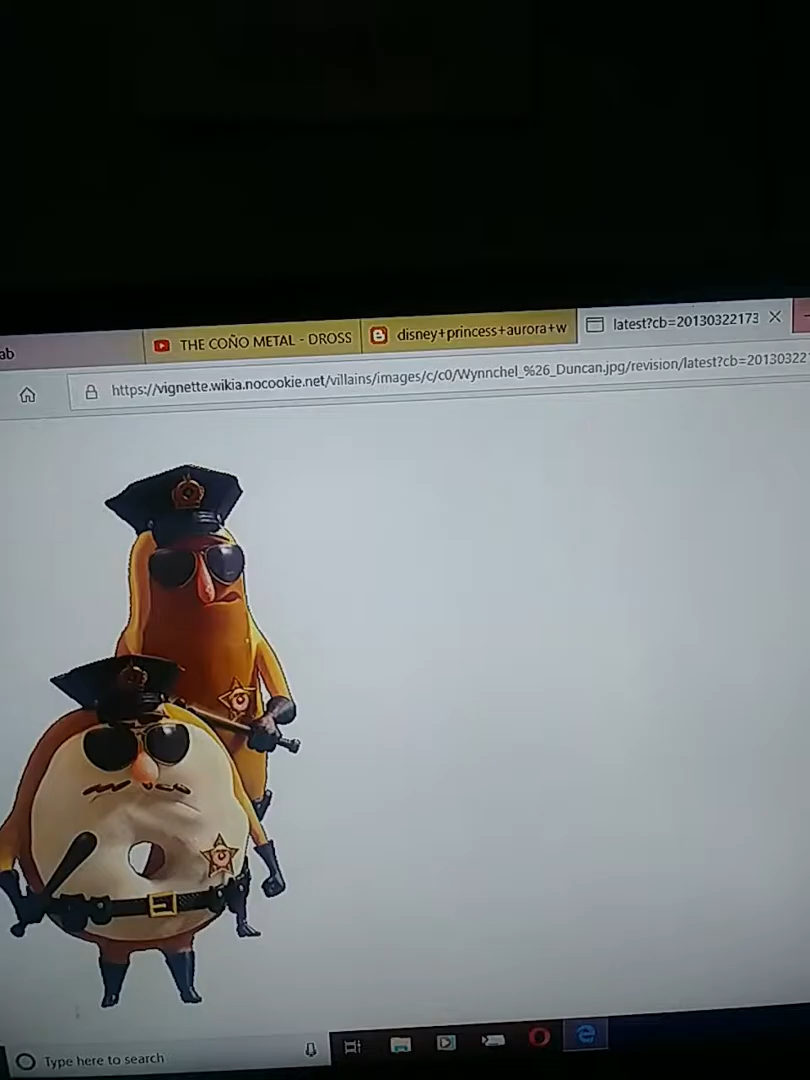 ab
THE COÑO METAL - DROSS
disney+princess+aurora+w
latest?cb=20130322173
https://vignette.wikia.nocookie.net/villains/images/c/c0/Wynnchel_%26_Duncan.jpg/revision/latest?cb=20130322
Type here to search